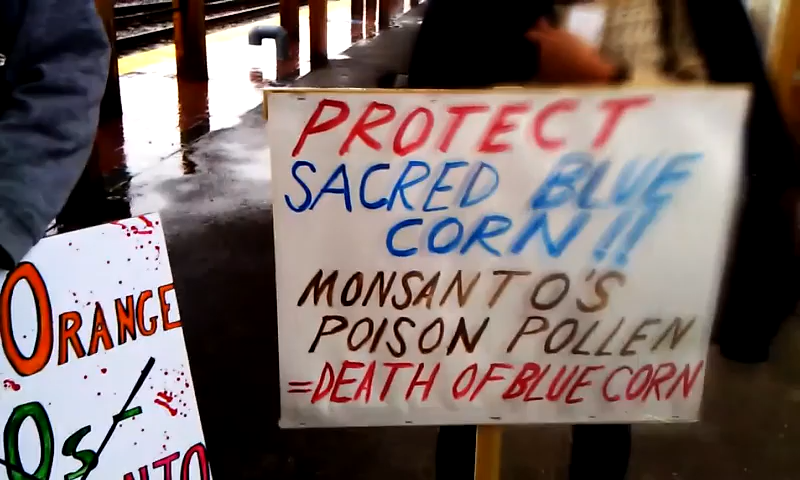 PROTECT
SACRED BLUE
CORN!!
MONSANTO'S
POISON POLLEN
=DEATH OF BLUE CORN
ORANGE